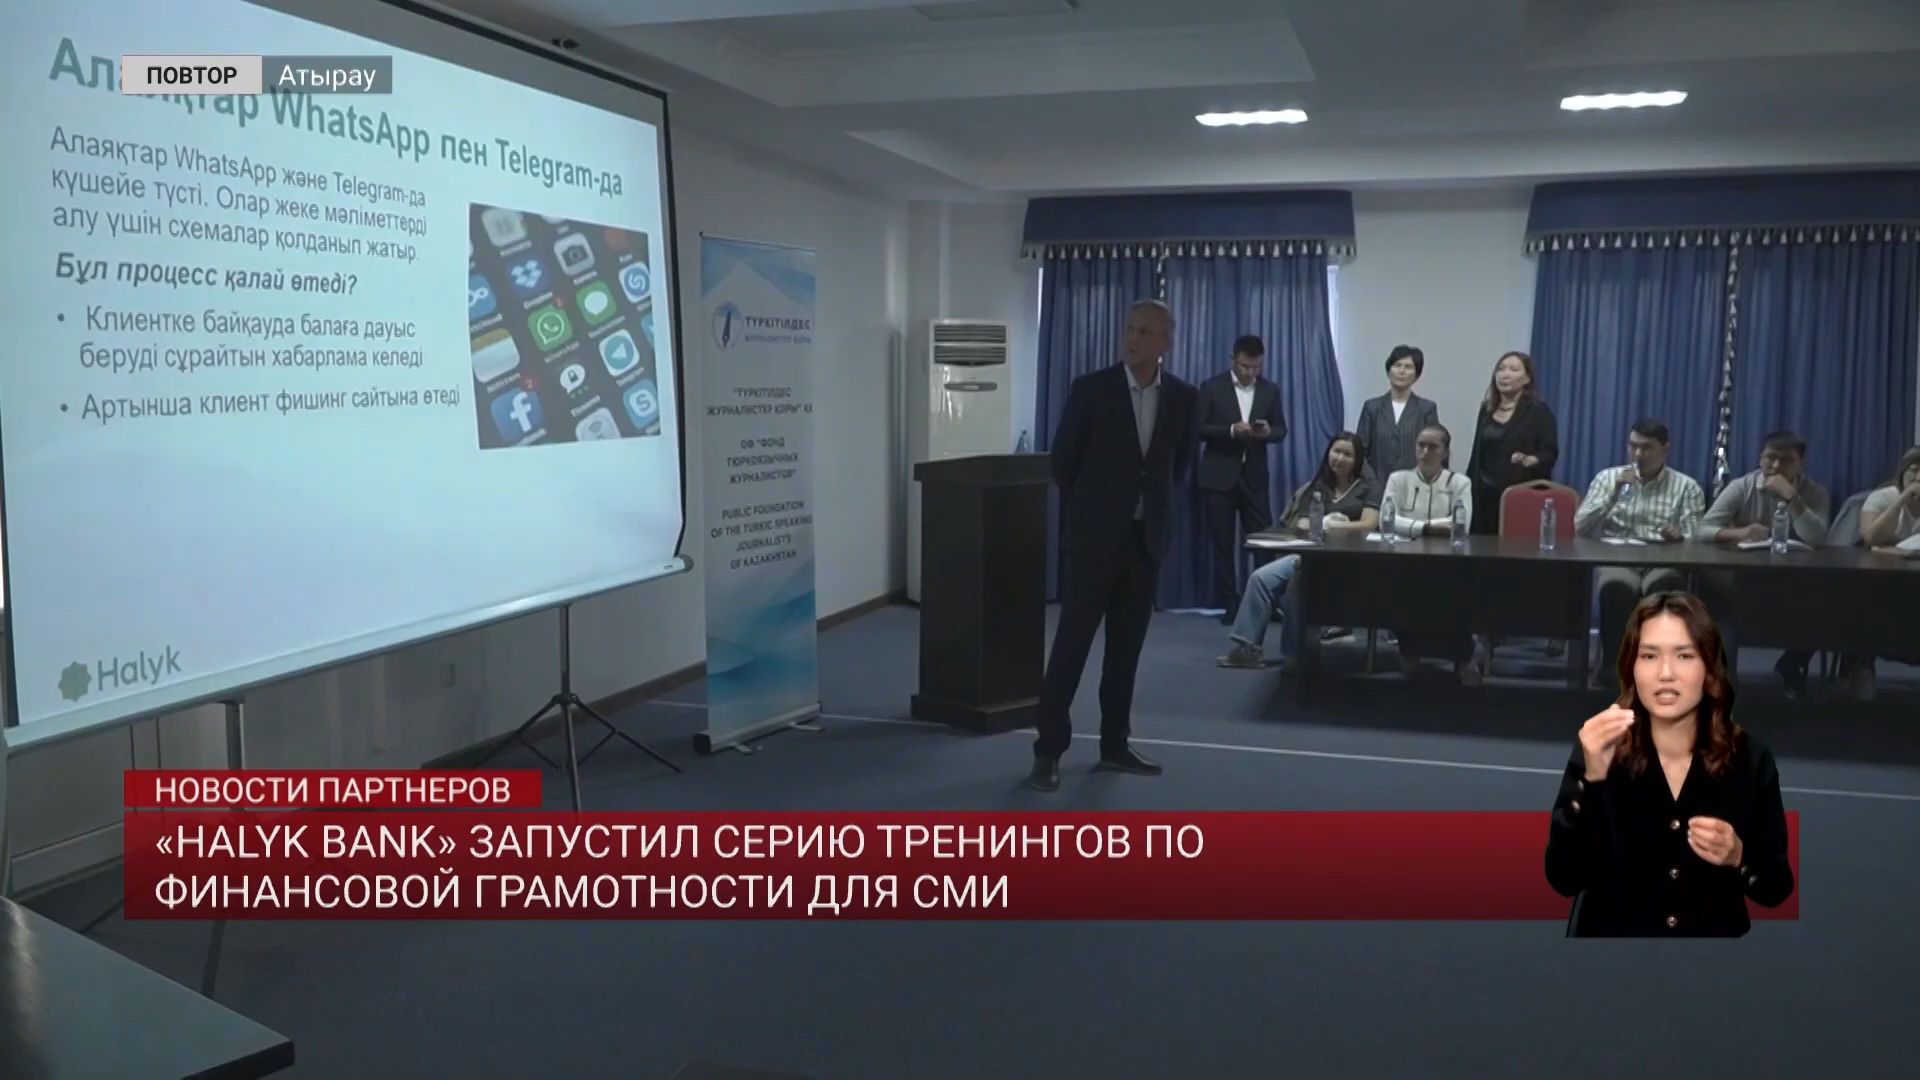 ПОВТОР
Атырау
WhatsApp пен Telegram-да
Алаяқтар WhatsApp және Telegram-да
күшейе түсті. Олар жеке мәліметтерді
алу үшін схемалар қолданып жатыр.
Бұл процесс қалай өтеді?
• Клиентке байқауда балаға дауыс
беруді сұрайтын хабарлама келеді
• Артынша клиент фишинг сайтына өтеді
Halyk
ТҮРКІТІЛДЕС
ЖУРНАЛИСТЕР ҚОРЫ
"ТҮРКІТІЛДЕС
ЖУРНАЛИСТЕР ҚОРЫ" ҚҚ
ОФ "ФОНД
ТЮРКОЯЗЫЧНЫХ
ЖУРНАЛИСТОВ"
PUBLIC FOUNDATION
OF THE TURKIC SPEAKING
JOURNALISTS
OF KAZAKHSTAN
НОВОСТИ ПАРТНЕРОВ
«HALYK BANK» ЗАПУСТИЛ СЕРИЮ ТРЕНИНГОВ ПО
ФИНАНСОВОЙ ГРАМОТНОСТИ ДЛЯ СМИ